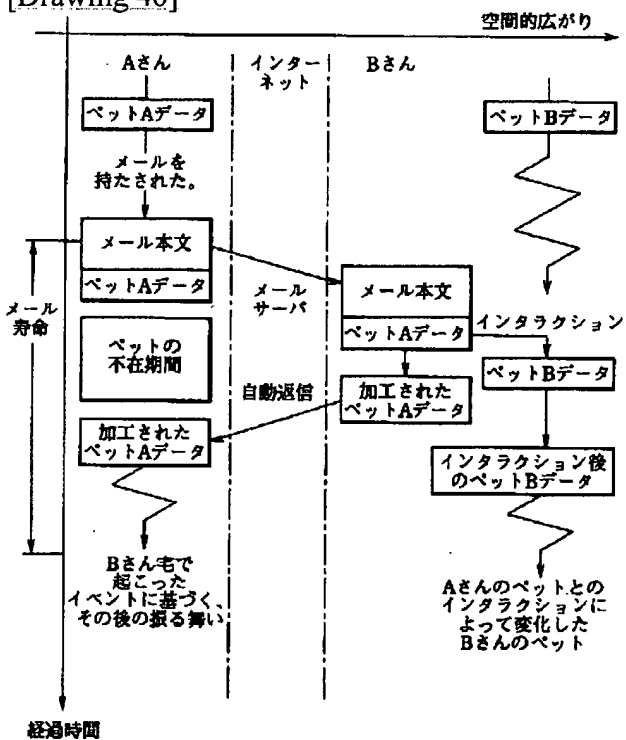 [Drawing 40]
空間的広がり
Aさん
インター
ネット
Bさん
ペットAデータ
ペットBデータ
メールを
持たされた。
メール本文
ペットAデータ
メール
サーバ
メール本文
ペットAデータ
インタラクション
メール
寿命
ペットの
不在期間
ペットBデータ
自動返信
加工された
ペットAデータ
加工された
ペットAデータ
インタラクション後
のペットBデータ
Bさん宅で
起こった
イベントに基づく、
その後の振る舞い
Aさんのペットとの
インタラクションに
よって変化した
Bさんのペット
経過時間